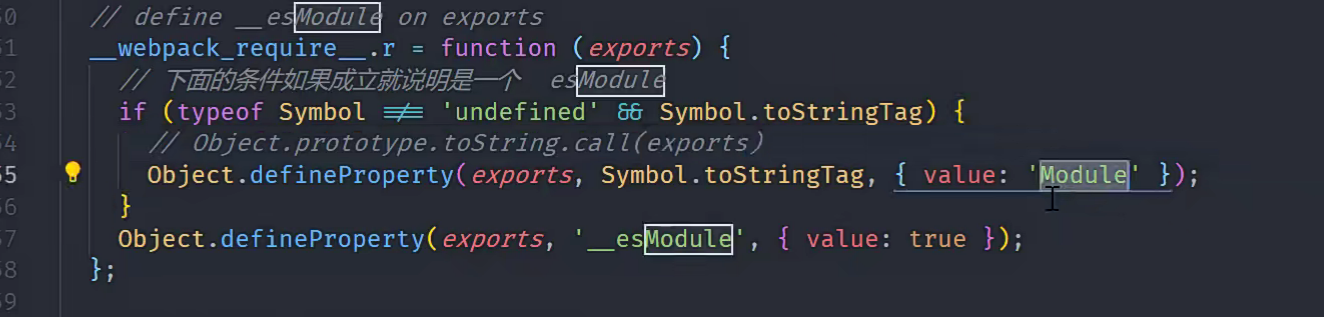 50 // define __esModule on exports
51 __webpack_require__.r = function (exports) {
52 // 下面的条件如果成立就说明是一个 esModule
53 if (typeof Symbol !== 'undefined' && Symbol.toStringTag) {
54 // Object.prototype.toString.call(exports)
55 Object.defineProperty(exports, Symbol.toStringTag, { value: 'Module' });
56 }
57 Object.defineProperty(exports, '__esModule', { value: true });
58 };
59